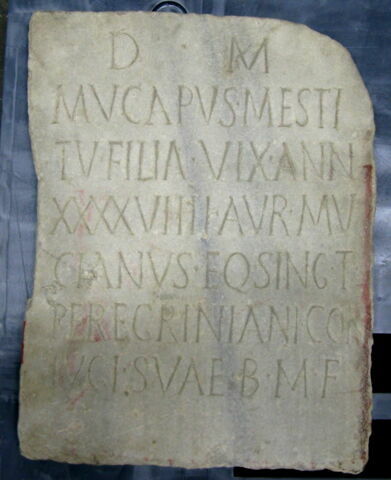 D M
MVCAPVS·MESTI
TV·FILIA·VIX·ANN
XXXXVIIII·AVR·MV
CIANVS·EQ·SING·T
PEREGRINIANI·CON
IVGI·SVAE·B·M·F